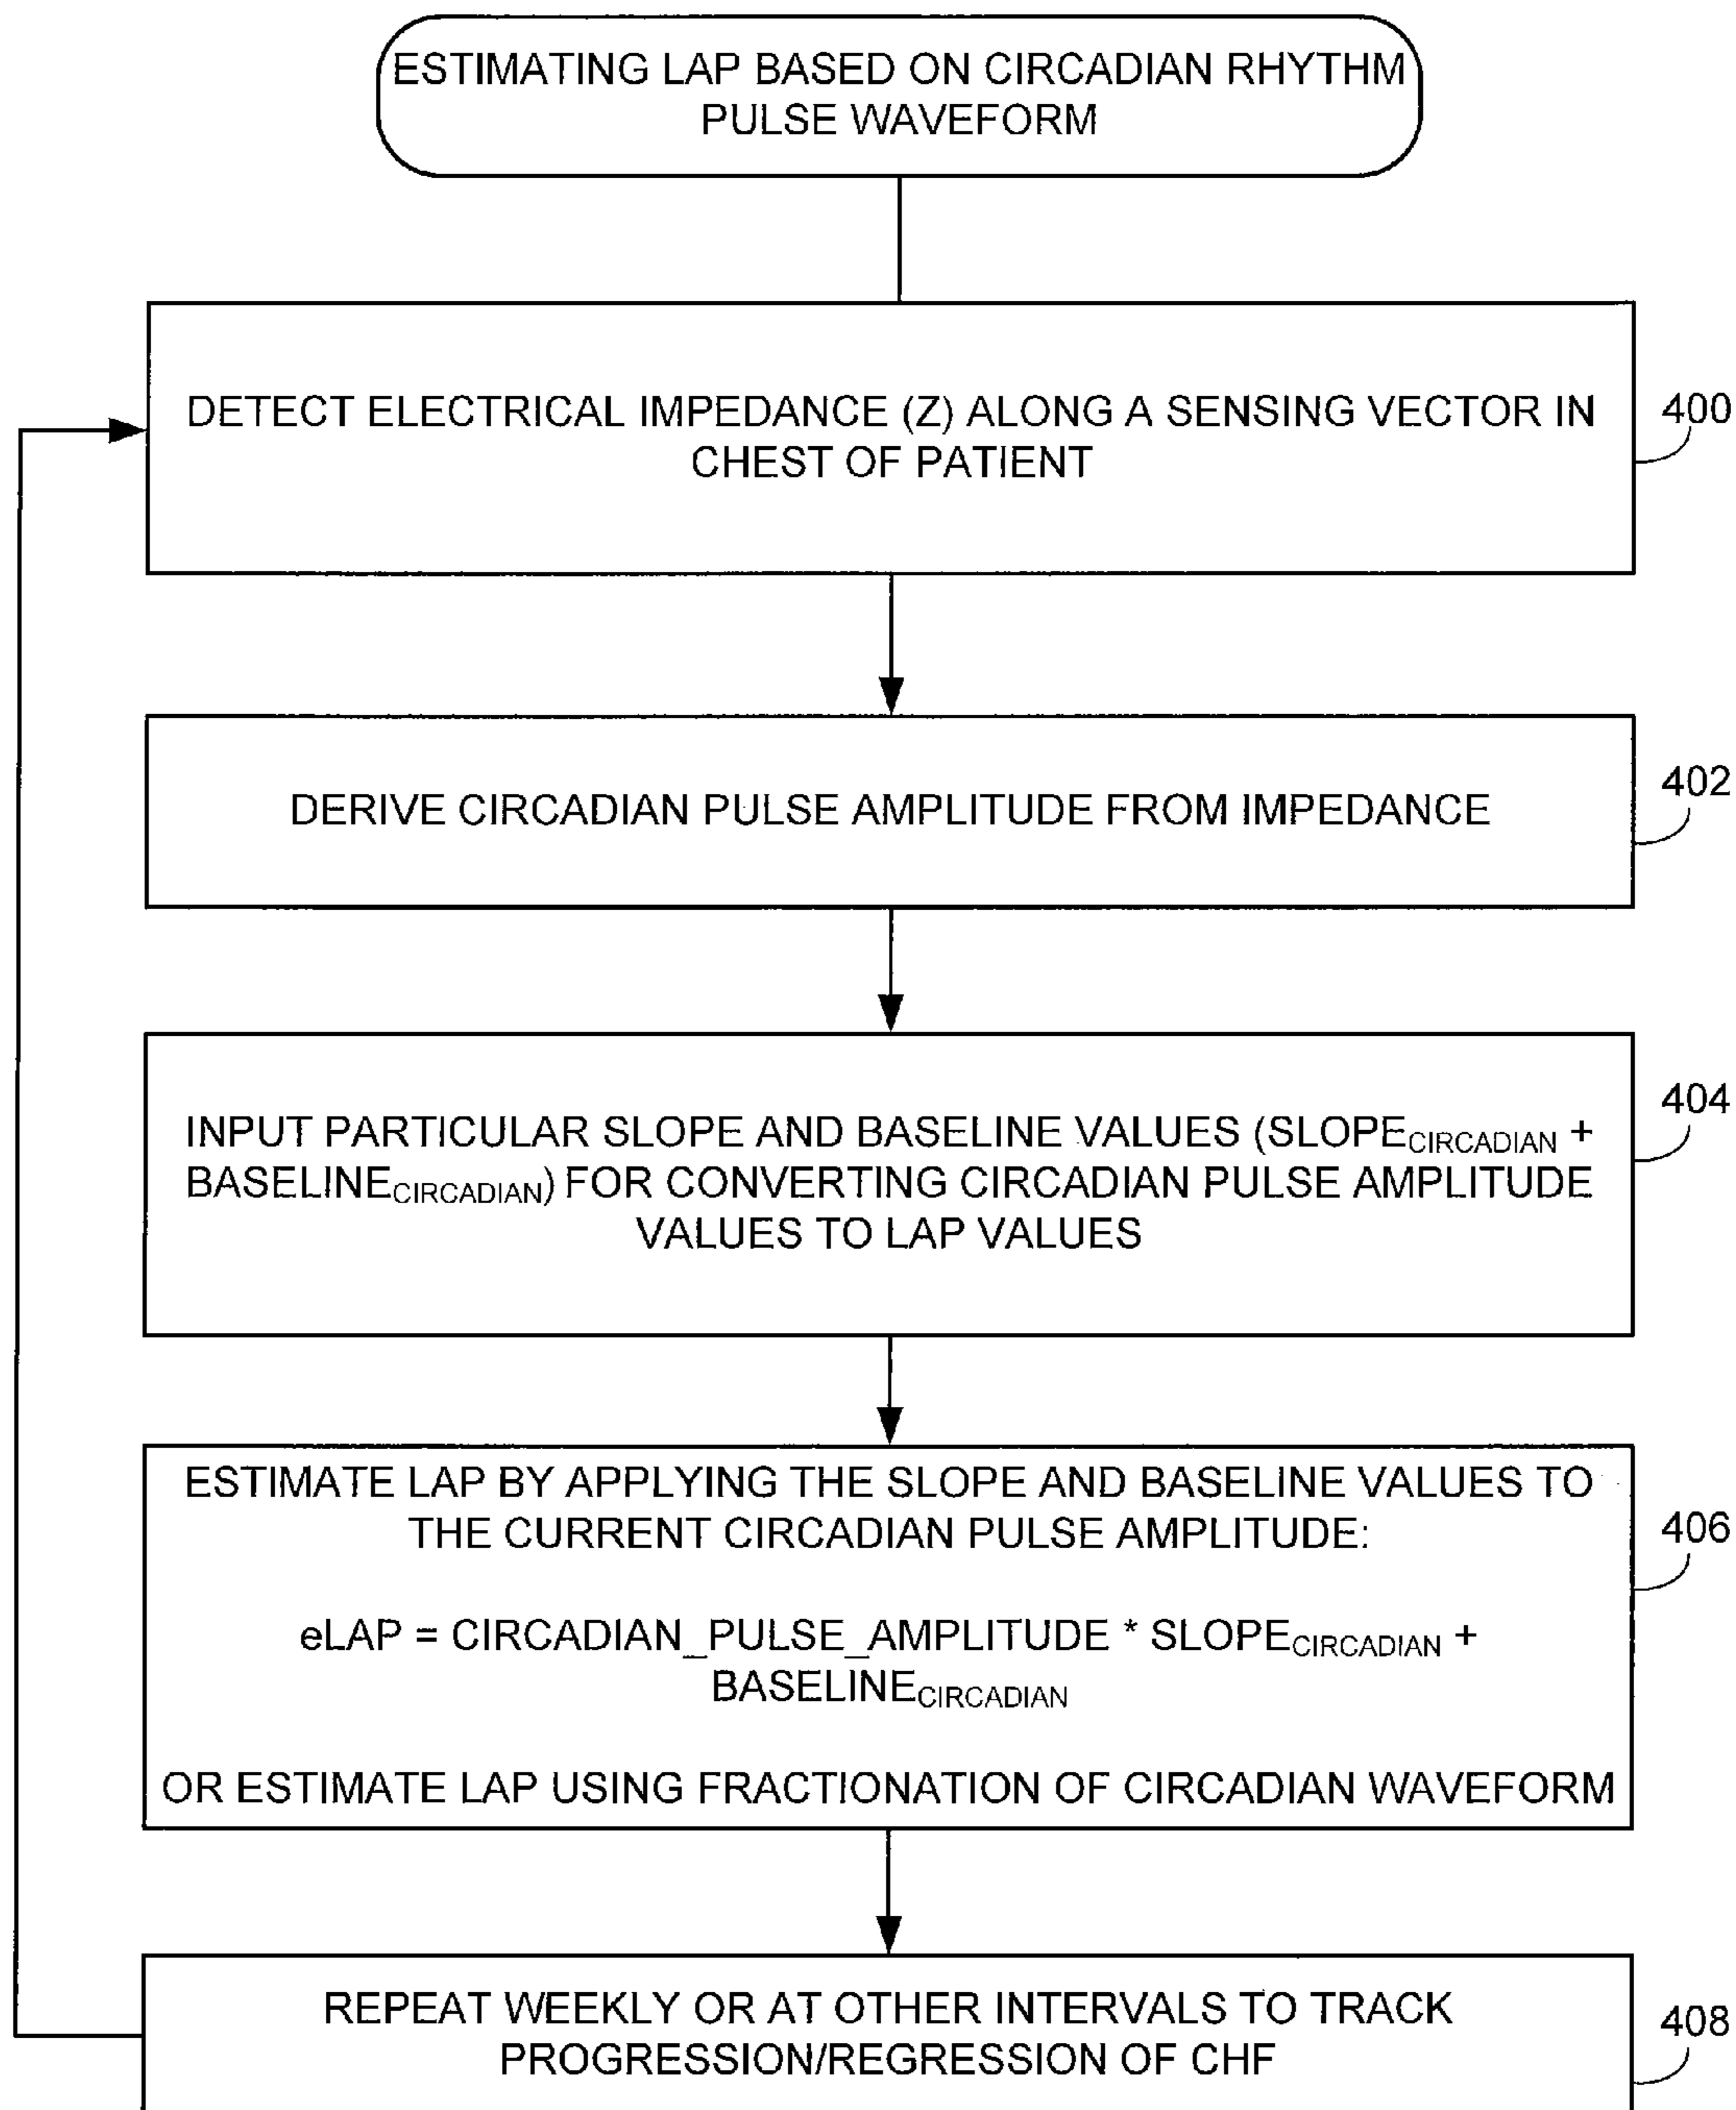 ESTIMATING LAP BASED ON CIRCADIAN RHYTHM
PULSE WAVEFORM
DETECT ELECTRICAL IMPEDANCE (Z) ALONG A SENSING VECTOR IN
CHEST OF PATIENT
400
DERIVE CIRCADIAN PULSE AMPLITUDE FROM IMPEDANCE
402
INPUT PARTICULAR SLOPE AND BASELINE VALUES (SLOPECIRCADIAN +
BASELINECIRCADIAN) FOR CONVERTING CIRCADIAN PULSE AMPLITUDE
VALUES TO LAP VALUES
404
ESTIMATE LAP BY APPLYING THE SLOPE AND BASELINE VALUES TO
THE CURRENT CIRCADIAN PULSE AMPLITUDE:
eLAP = CIRCADIAN_PULSE_AMPLITUDE * SLOPECIRCADIAN +
BASELINECIRCADIAN
OR ESTIMATE LAP USING FRACTIONATION OF CIRCADIAN WAVEFORM
406
REPEAT WEEKLY OR AT OTHER INTERVALS TO TRACK
PROGRESSION/REGRESSION OF CHF
408